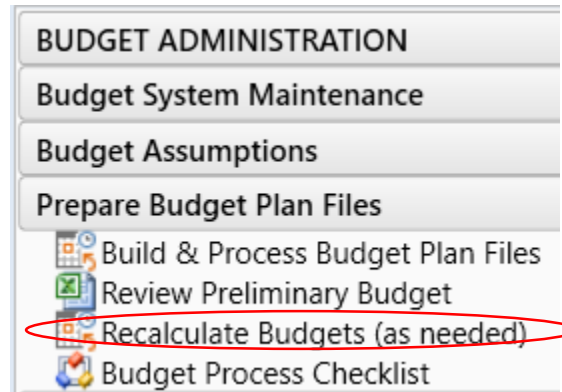 BUDGET ADMINISTRATION
Budget System Maintenance
Budget Assumptions
Prepare Budget Plan Files
Build & Process Budget Plan Files
Review Preliminary Budget
Recalculate Budgets (as needed)
Budget Process Checklist